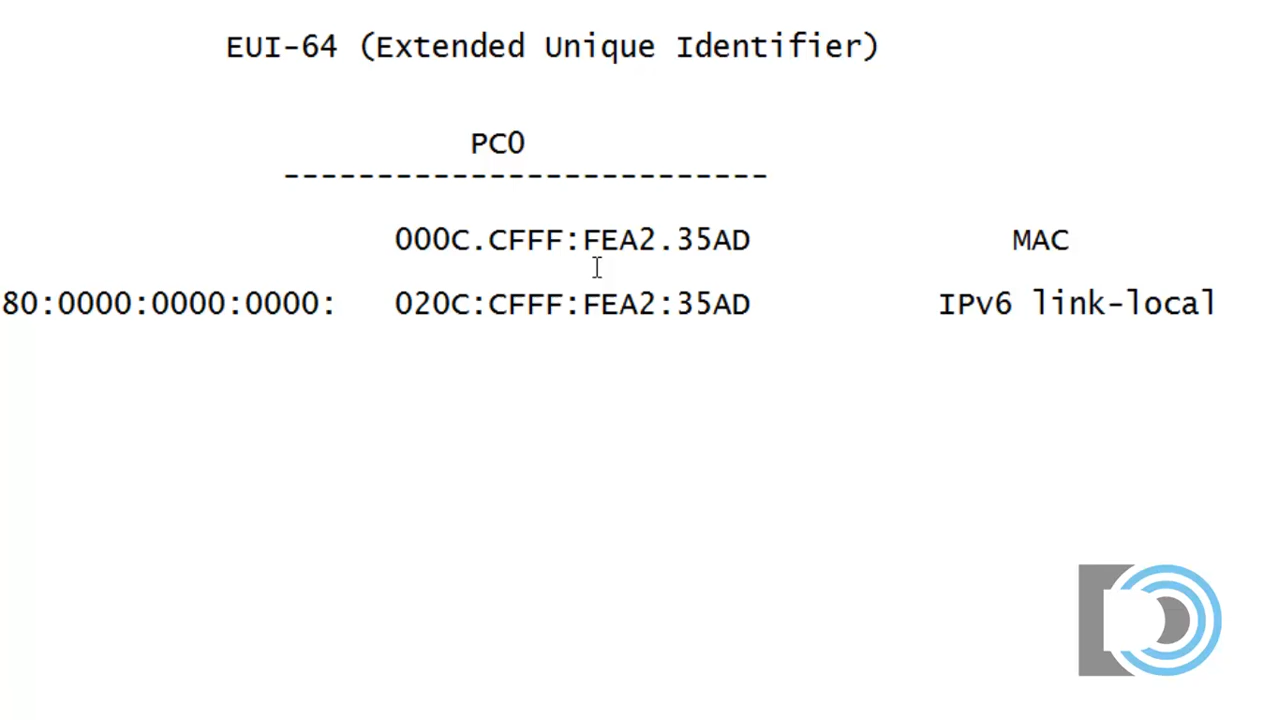 EUI-64 (Extended Unique Identifier)
PC0
--------------------------
000C.CFFF:FEA2.35AD MAC
80:0000:0000:0000: 020C:CFFF:FEA2:35AD IPv6 link-local